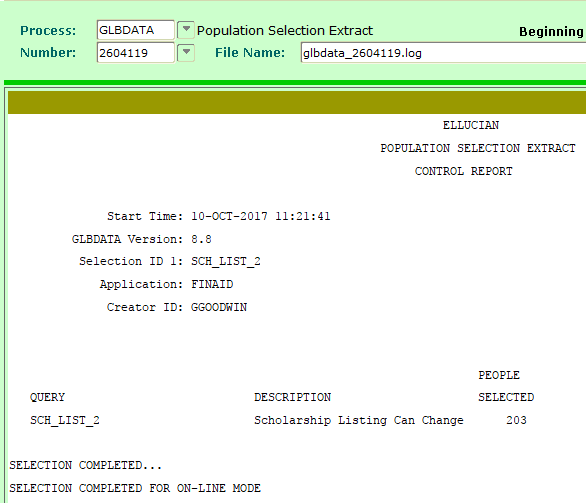 Process: GLBDATA Population Selection Extract Beginning
Number: 2604119 File Name: glbdata_2604119.log
ELLUCIAN
POPULATION SELECTION EXTRACT
CONTROL REPORT
Start Time: 10-OCT-2017 11:21:41
GLBDATA Version: 8.8
Selection ID 1: SCH_LIST_2
Application: FINAID
Creator ID: GGOODWIN
PEOPLE
QUERY DESCRIPTION SELECTED
SCH_LIST_2 Scholarship Listing Can Change 203
SELECTION COMPLETED...
SELECTION COMPLETED FOR ON-LINE MODE